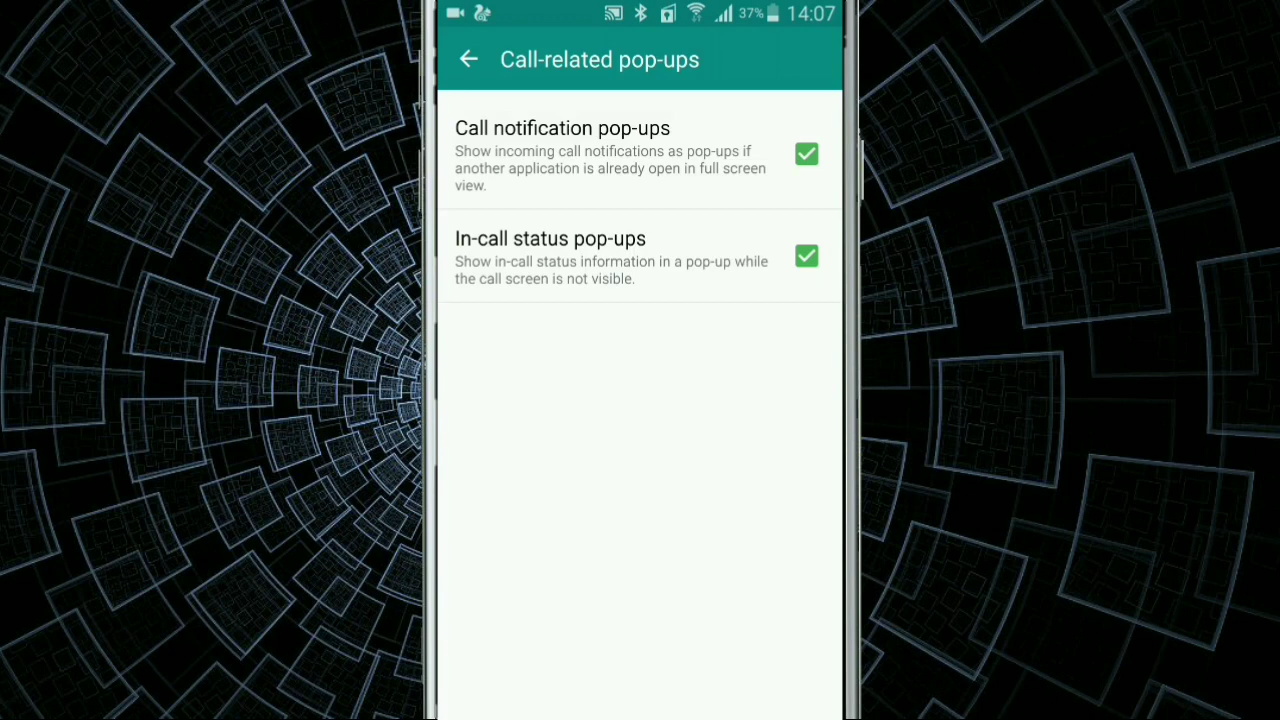 37% 14:07
Call-related pop-ups
Call notification pop-ups
Show incoming call notifications as pop-ups if
another application is already open in full screen
view.
In-call status pop-ups
Show in-call status information in a pop-up while
the call screen is not visible.